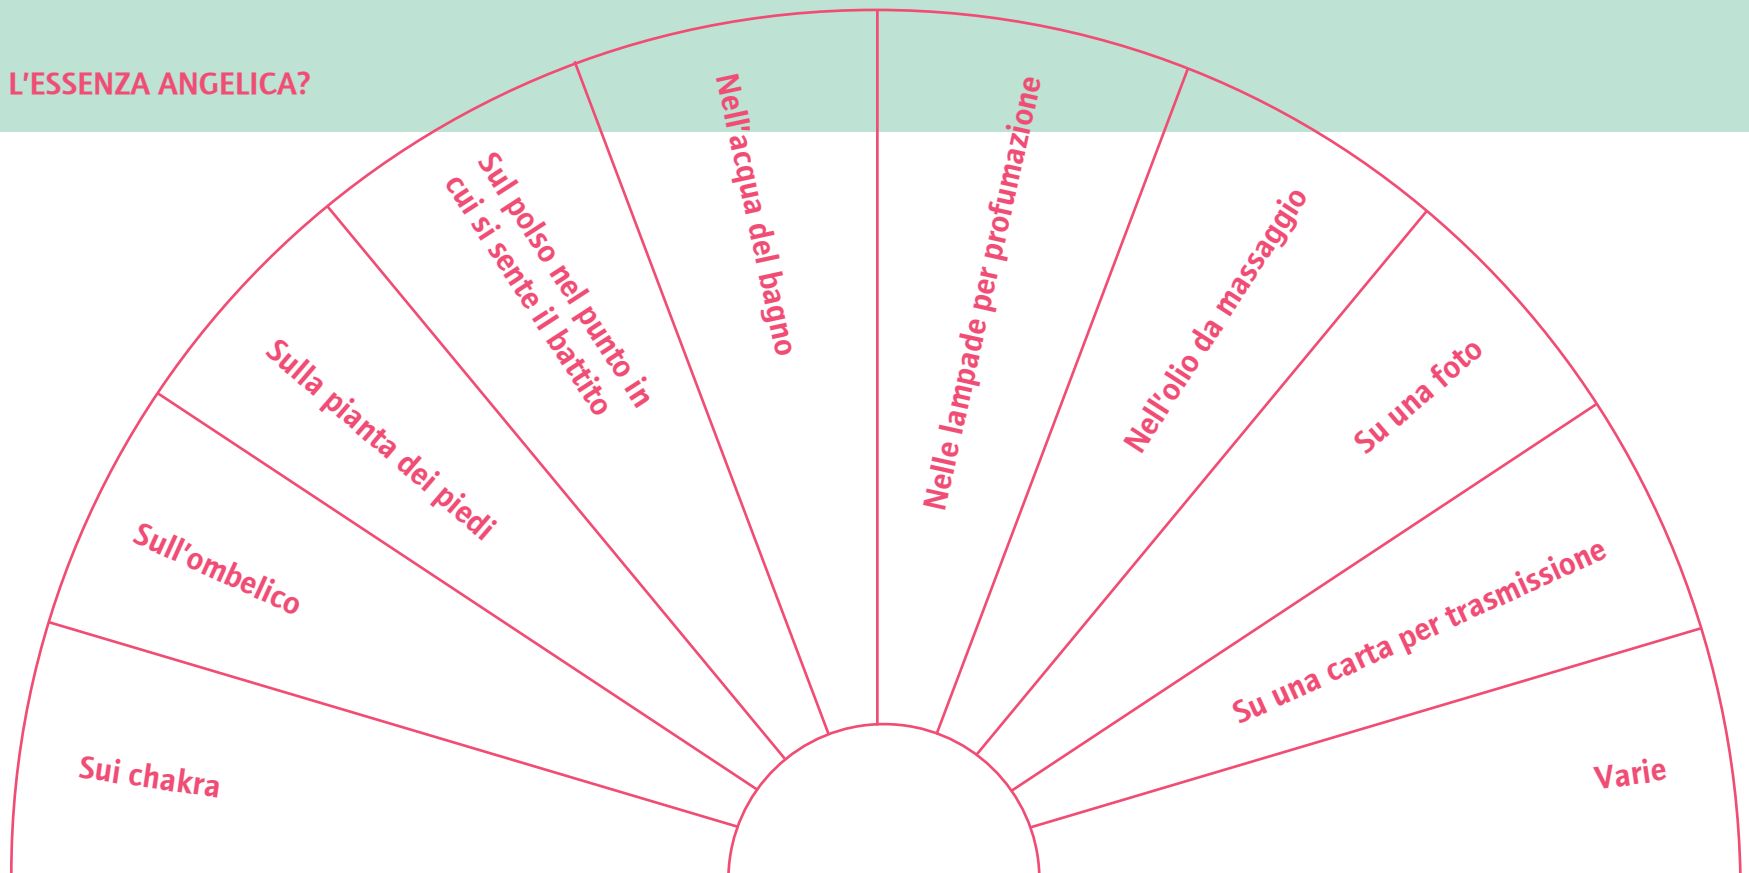 L'ESSENZA ANGELICA?
Sui chakra
Sull'ombelico
Sulla pianta dei piedi
Sul polso nel punto in
cui si sente il battito
Nell'acqua del bagno
Nelle lampade per profumazione
Nell'olio da massaggio
Su una foto
Su una carta per trasmissione
Varie